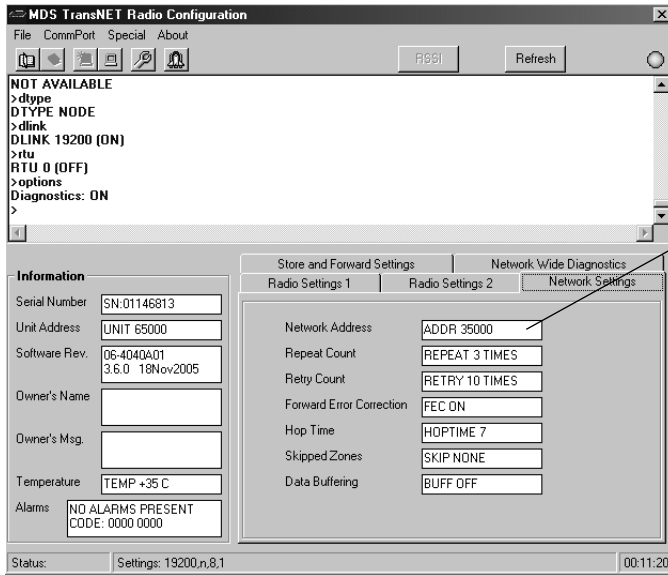 MDS TransNET Radio Configuration
File CommPort Special About
RSSI Refresh
NOT AVAILABLE
>dtype
DTYPE NODE
>dlink
DLINK 19200 (ON)
>rtu
RTU 0 (OFF)
>options
Diagnostics: ON
>
Information
Serial Number SN:01146813
Unit Address UNIT 65000
Software Rev. 06-4040A01
3.6.0 18Nov2005
Owner's Name
Owner's Msg.
Temperature TEMP +35 C
Alarms NO ALARMS PRESENT
CODE: 0000 0000
Store and Forward Settings Network Wide Diagnostics
Radio Settings 1 Radio Settings 2 Network Settings
Network Address ADDR 35000
Repeat Count REPEAT 3 TIMES
Retry Count RETRY 10 TIMES
Forward Error Correction FEC ON
Hop Time HOPTIME 7
Skipped Zones SKIP NONE
Data Buffering BUFF OFF
Status: Settings: 19200,n,8,1 00:11:20